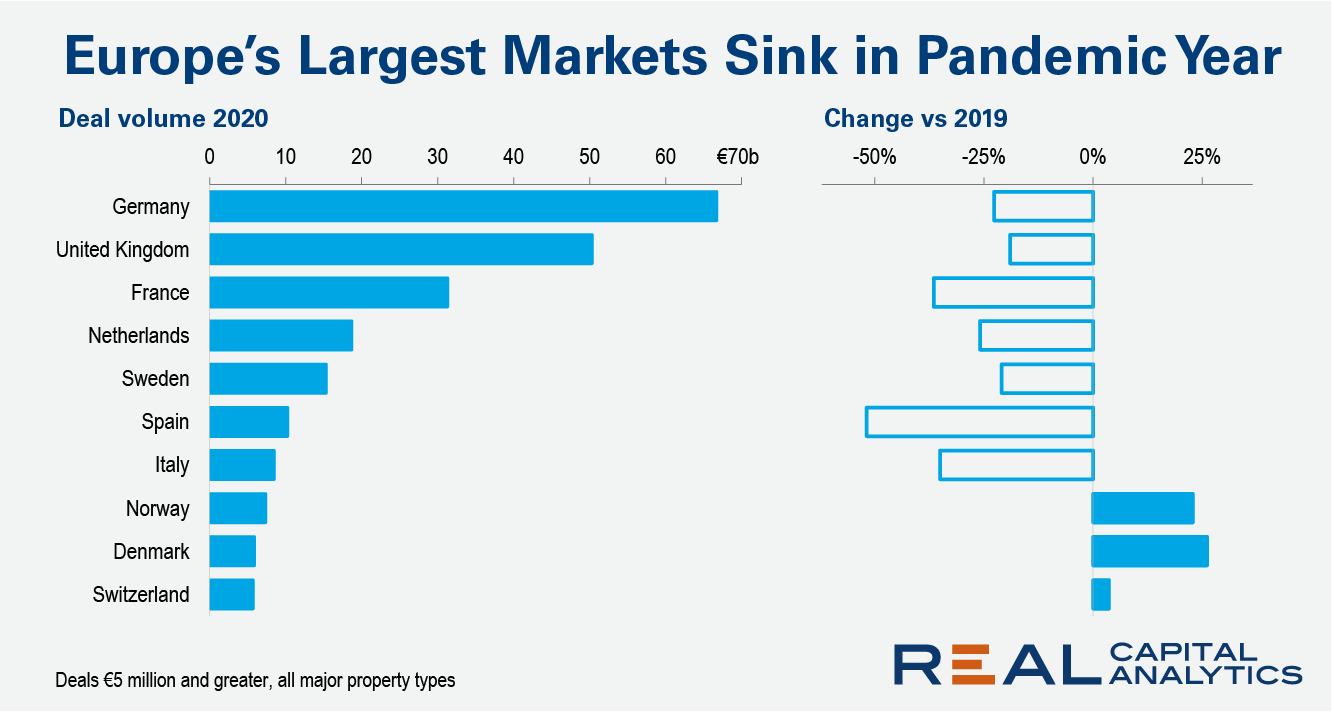 Europe's Largest Markets Sink in Pandemic Year
Deal volume 2020
0 10 20 30 40 50 60 €70b
Germany
United Kingdom
France
Netherlands
Sweden
Spain
Italy
Norway
Denmark
Switzerland
Change vs 2019
-50% -25% 0% 25%
Deals €5 million and greater, all major property types
REAL CAPITAL
ANALYTICS